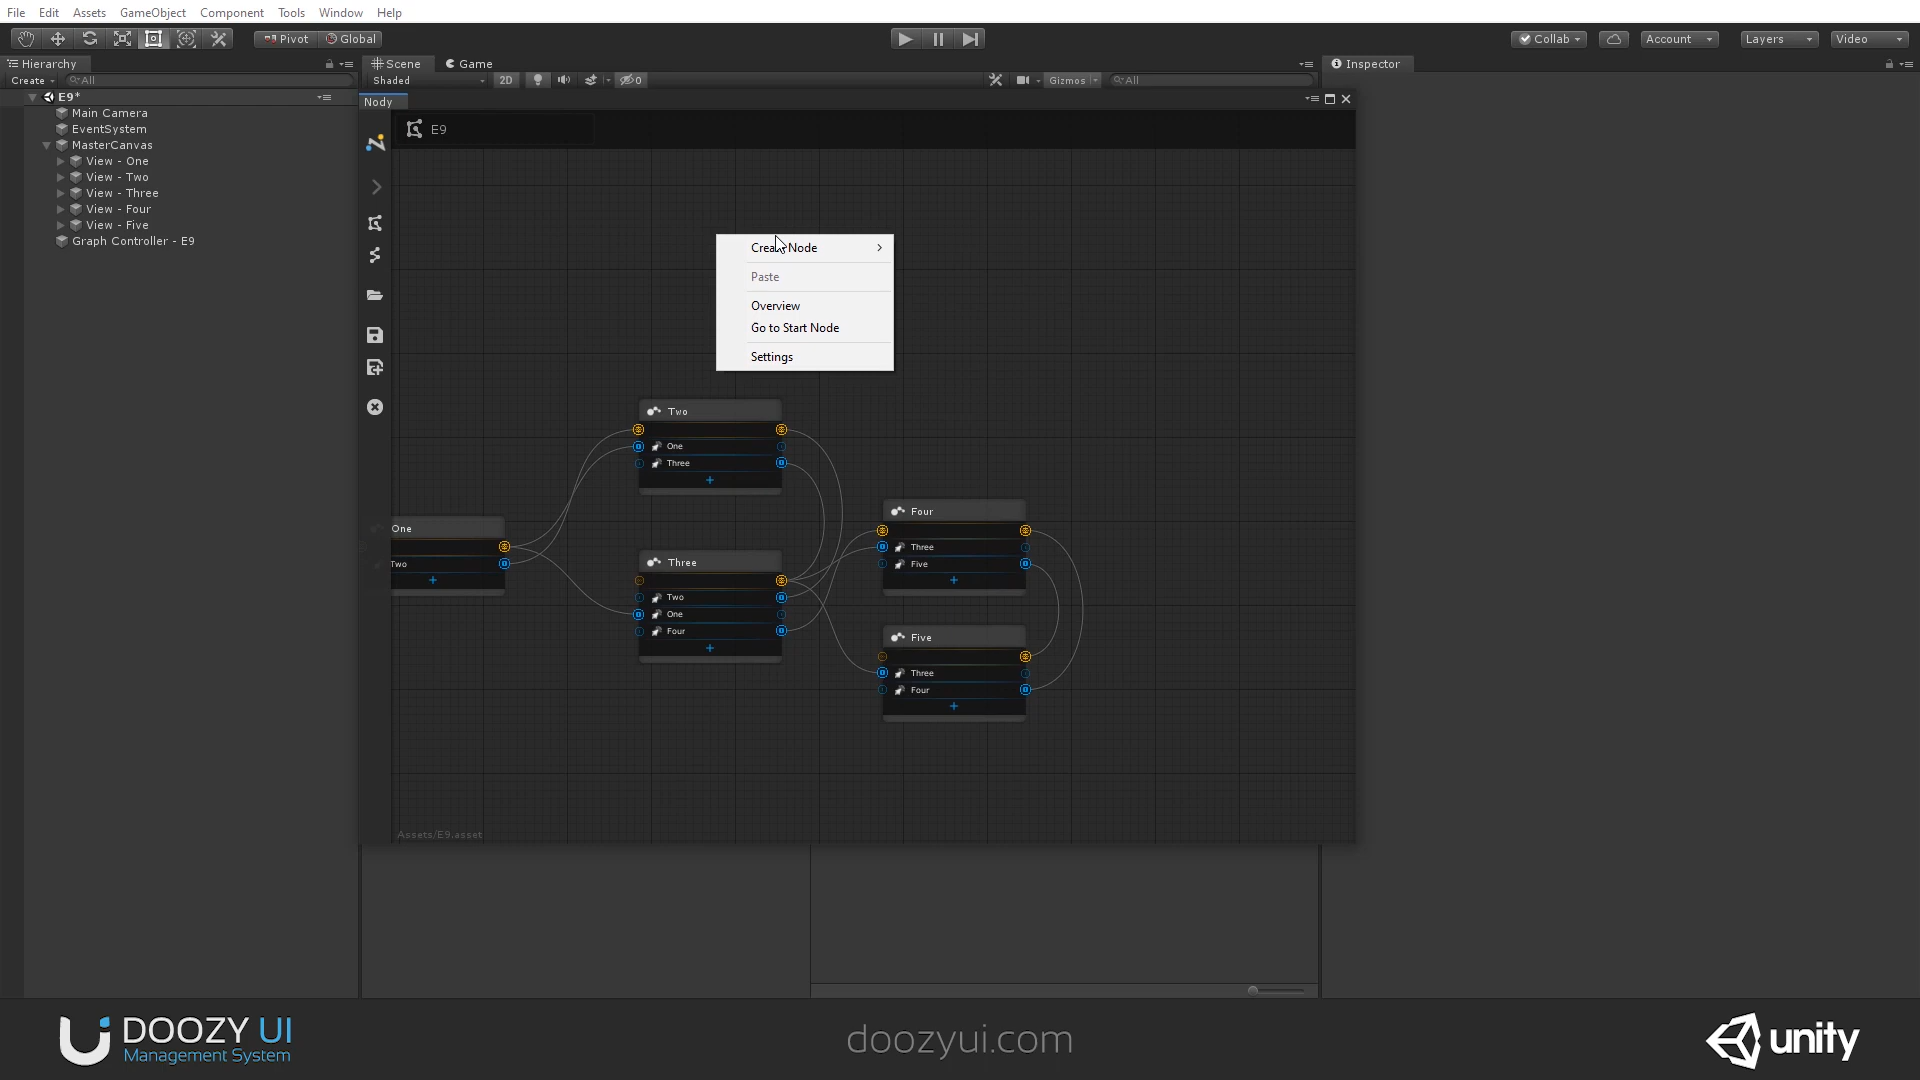 File Edit Assets GameObject Component Tools Window Help
Pivot Global Collab Account Layers Video
Hierarchy Scene Game Inspector
Create All Shaded 2D 0 Gizmos All
E9*
Main Camera
EventSystem
MasterCanvas
View - One
View - Two
View - Three
View - Four
View - Five
Graph Controller - E9
Nody
E9
Create Node
Paste
Overview
Go to Start Node
Settings
Two
One
Three
+
One
Two
+
Three
Two
One
Four
+
Four
Three
Five
+
Five
Three
Four
+
Assets/E9.asset
DOOZY UI
Management System
doozyui.com
unity